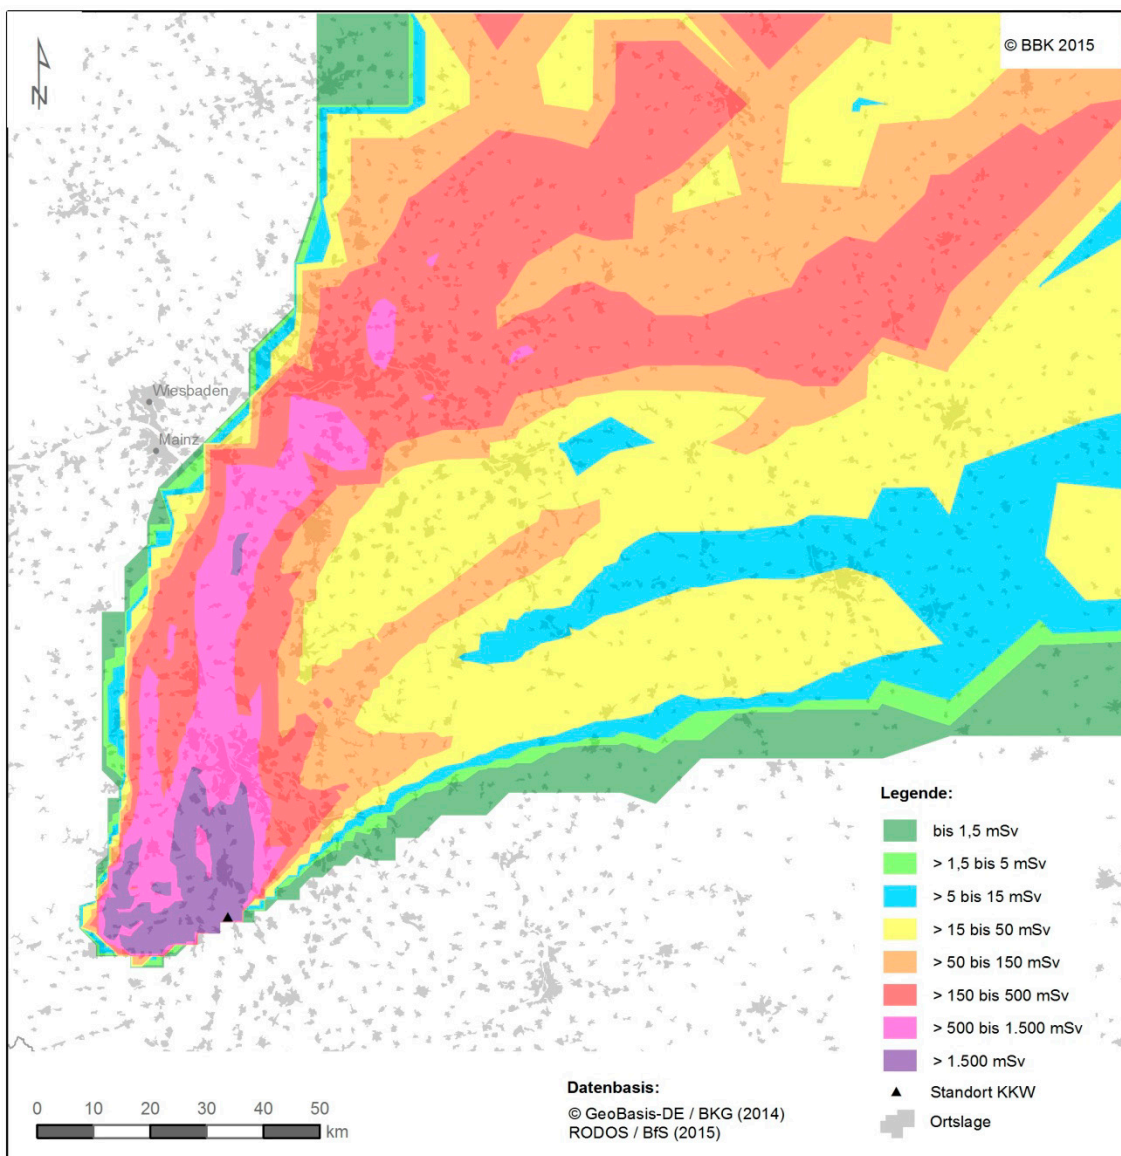 © BBK 2015
N
Wiesbaden
Mainz
Legende:
bis 1,5 mSv
> 1,5 bis 5 mSv
> 5 bis 15 mSv
> 15 bis 50 mSv
> 50 bis 150 mSv
> 150 bis 500 mSv
> 500 bis 1.500 mSv
> 1.500 mSv
Standort KKW
Ortslage
Datenbasis:
© GeoBasis-DE / BKG (2014)
RODOS / BfS (2015)
0 10 20 30 40 50
km